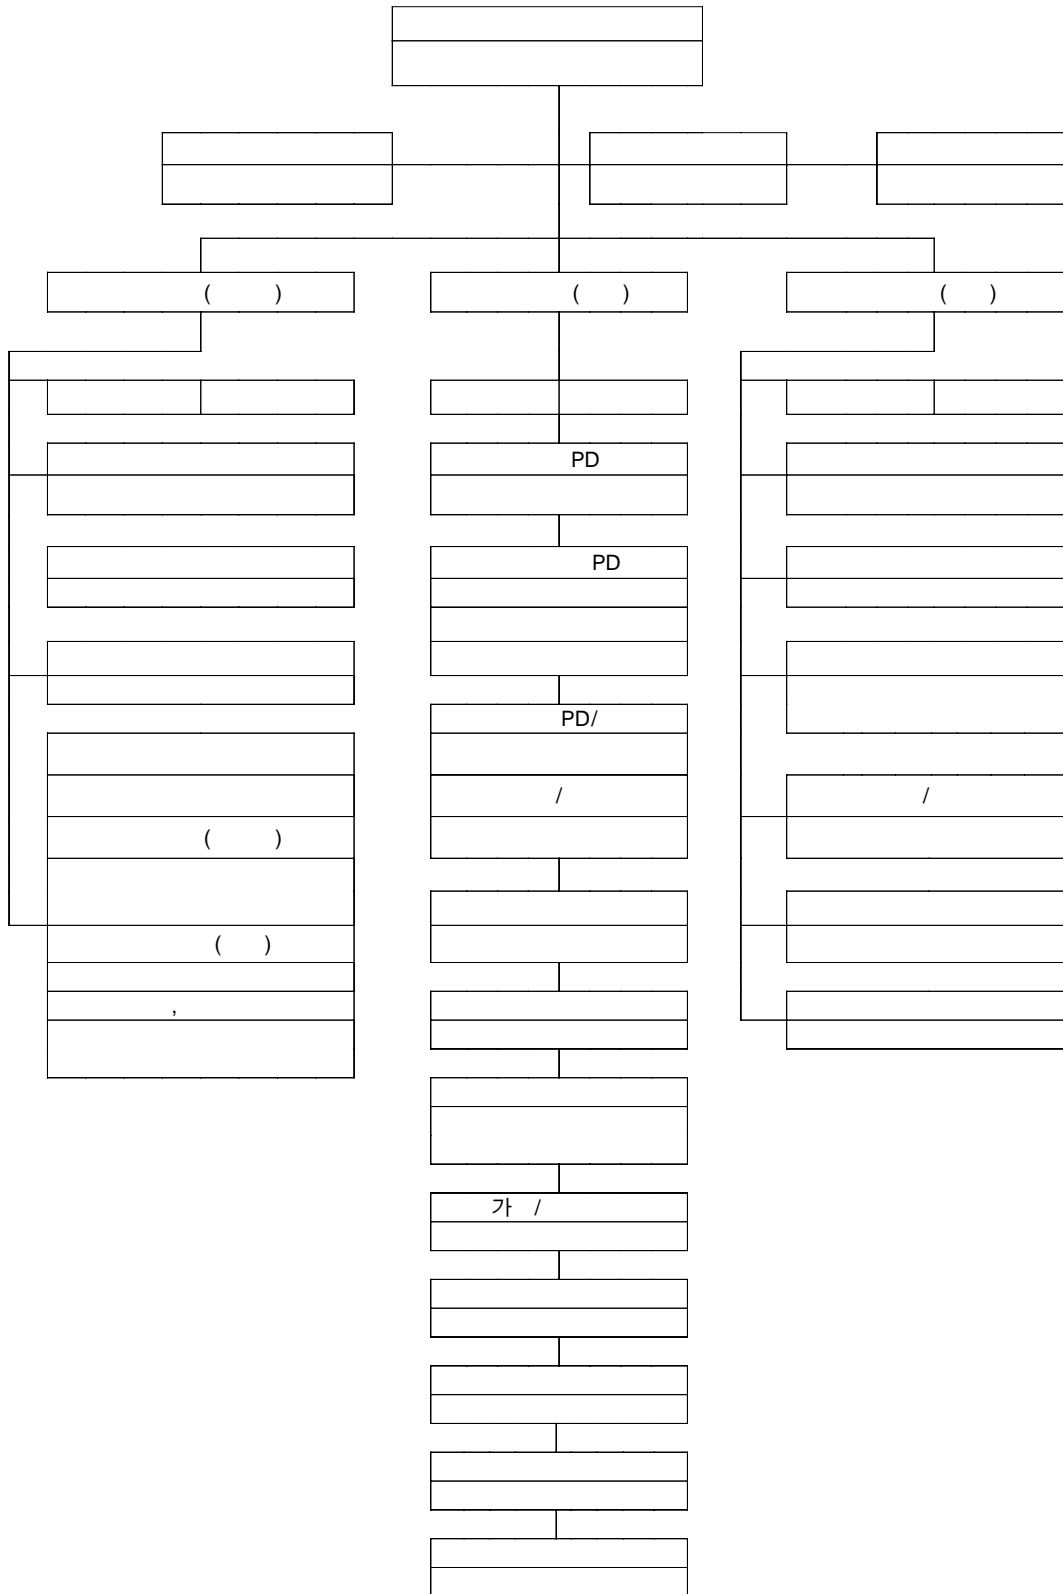 (     )
(    )
(    )
PD
PD
PD/
/
/
(     )
(    )
,
가 /